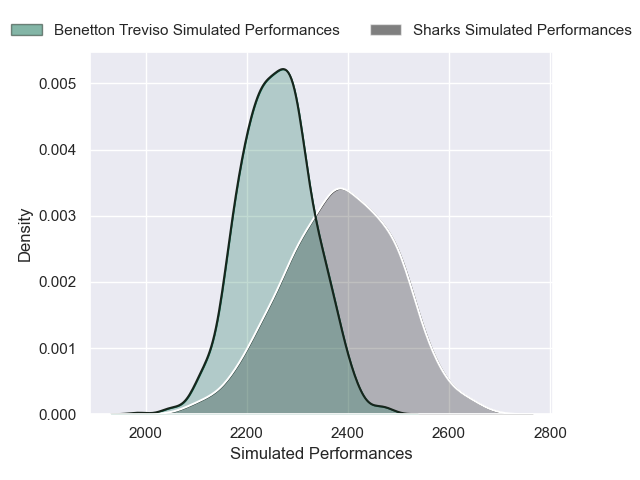 Benetton Treviso Simulated Performances Sharks Simulated Performances
0.005
0.004
0.003
0.002
0.001
0.000
Density
2000 2200 2400 2600 2800
Simulated Performances